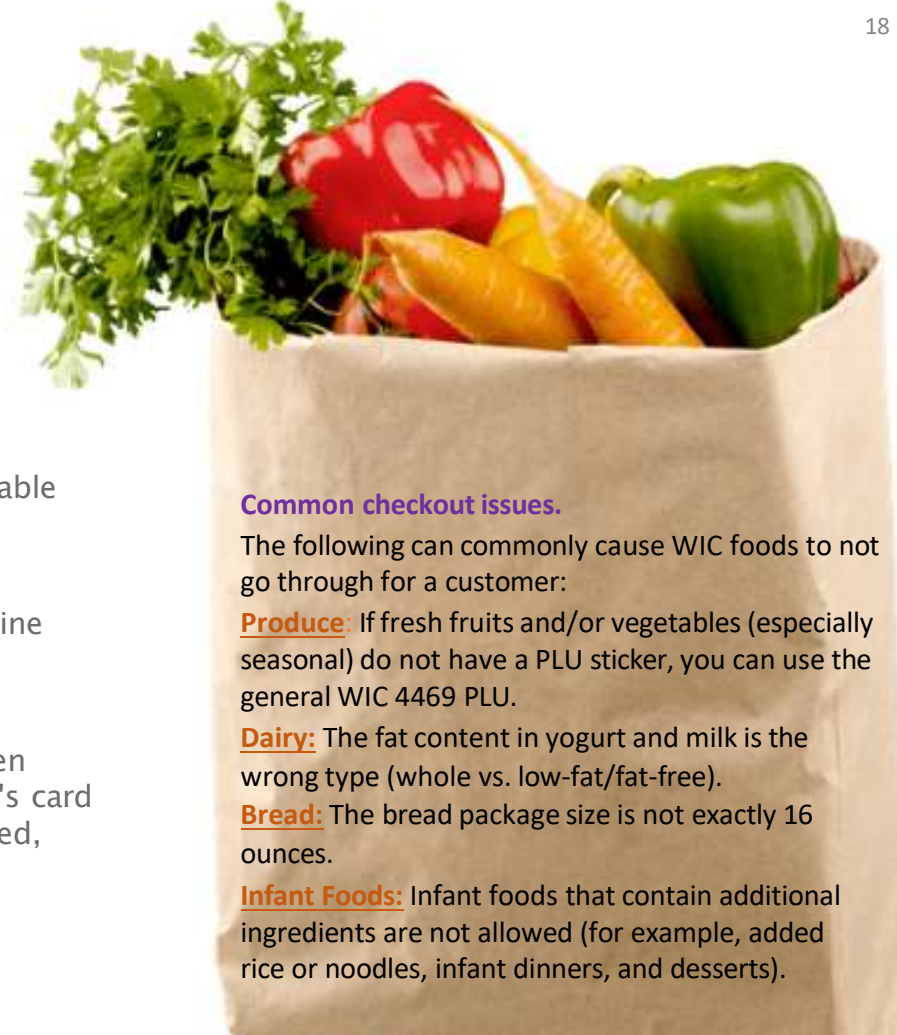 18
able
ine
en
's card
ed,
Common checkout issues.
The following can commonly cause WIC foods to not
go through for a customer:
Produce: If fresh fruits and/or vegetables (especially
seasonal) do not have a PLU sticker, you can use the
general WIC 4469 PLU.
Dairy: The fat content in yogurt and milk is the
wrong type (whole vs. low-fat/fat-free).
Bread: The bread package size is not exactly 16
ounces.
Infant Foods: Infant foods that contain additional
ingredients are not allowed (for example, added
rice or noodles, infant dinners, and desserts).